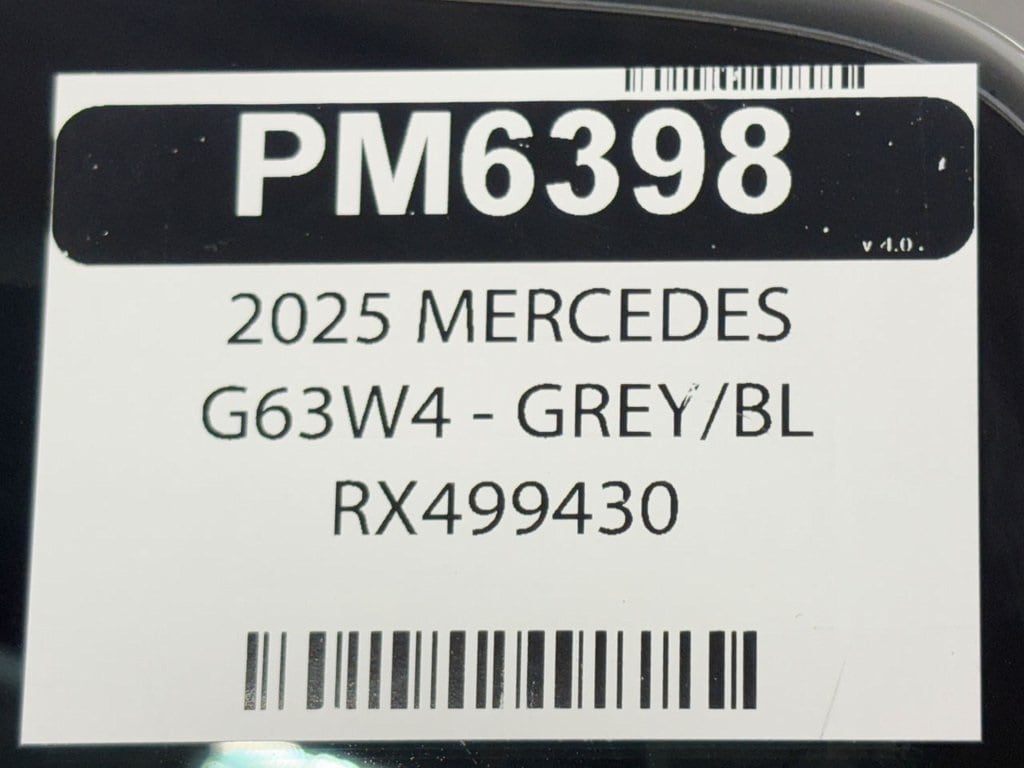 PM6398
v 4.0.
2025 MERCEDES
G63W4 - GREY/BL
RX499430